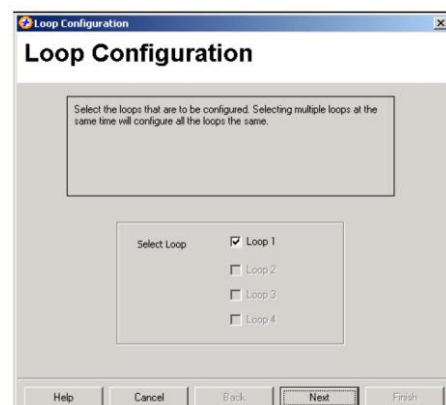 Loop Configuration
Loop Configuration
Select the loops that are to be configured. Selecting multiple loops at the
same time will configure all the loops the same.
Select Loop
Loop 1
Loop 2
Loop 3
Loop 4
Help Cancel Back Next Finish